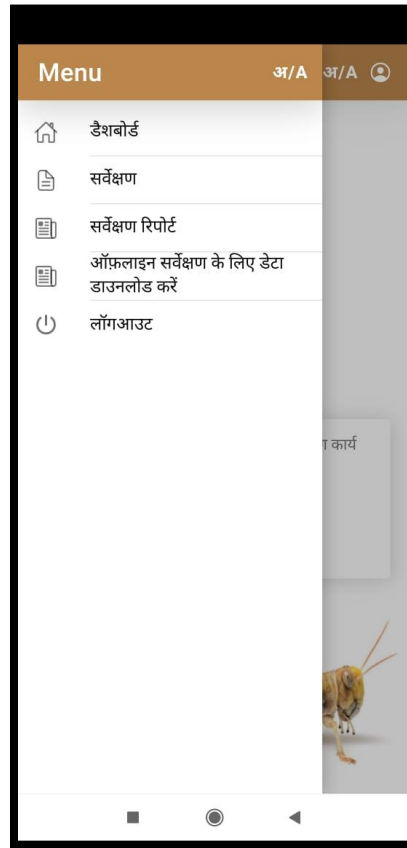 Menu अ/A अ/A
डैशबोर्ड
सर्वेक्षण
सर्वेक्षण रिपोर्ट
ऑफ़लाइन सर्वेक्षण के लिए डेटा
डाउनलोड करें
लॉगआउट
कार्य